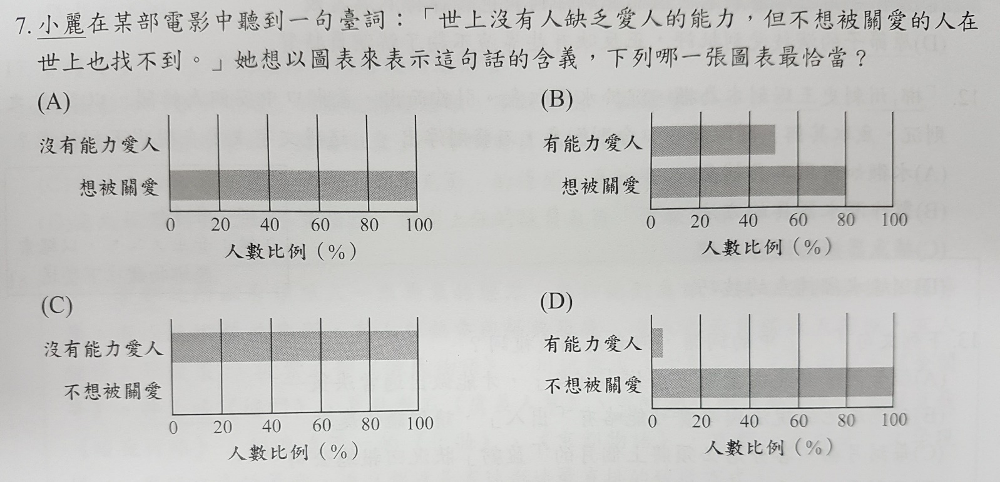 7. 小麗在某部電影中聽到一句臺詞：「世上沒有人缺乏愛人的能力，但不想被關愛的人在
世上也找不到。」她想以圖表來表示這句話的含義，下列哪一張圖表最恰當？
(A)
沒有能力愛人
想被關愛
0 20 40 60 80 100
人數比例（%）
(B)
有能力愛人
想被關愛
0 20 40 60 80 100
人數比例（%）
(C)
沒有能力愛人
不想被關愛
0 20 40 60 80 100
人數比例（%）
(D)
有能力愛人
不想被關愛
0 20 40 60 80 100
人數比例（%）